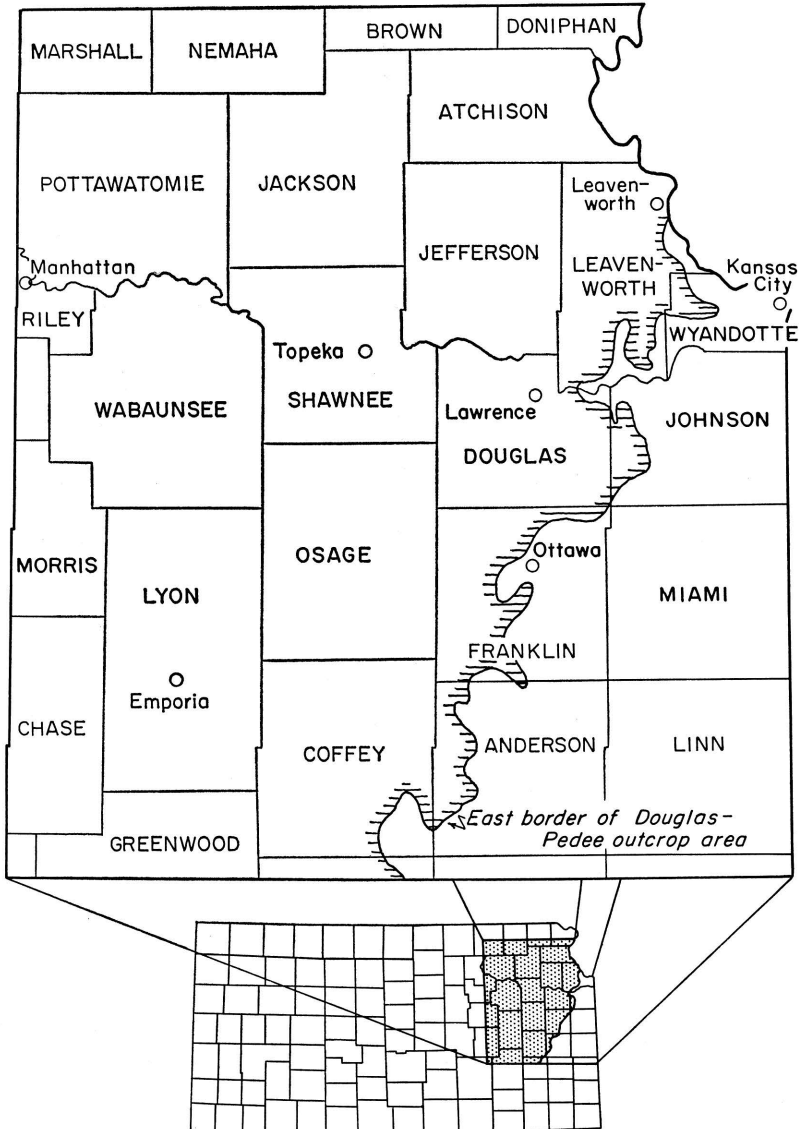 BROWN
DONIPHAN
MARSHALL
NEMAHA
ATCHISON
POTTAWATOMIE
JACKSON
Leaven-
worth
JEFFERSON
LEAVEN-
WORTH
Manhattan
Kansas
City
RILEY
WYANDOTTE
Topeka
SHAWNEE
WABAUNSEE
Lawrence
JOHNSON
DOUGLAS
MORRIS
OSAGE
Ottawa
LYON
MIAMI
FRANKLIN
Emporia
CHASE
COFFEY
ANDERSON
LINN
East border of Douglas-
Pedee outcrop area
GREENWOOD